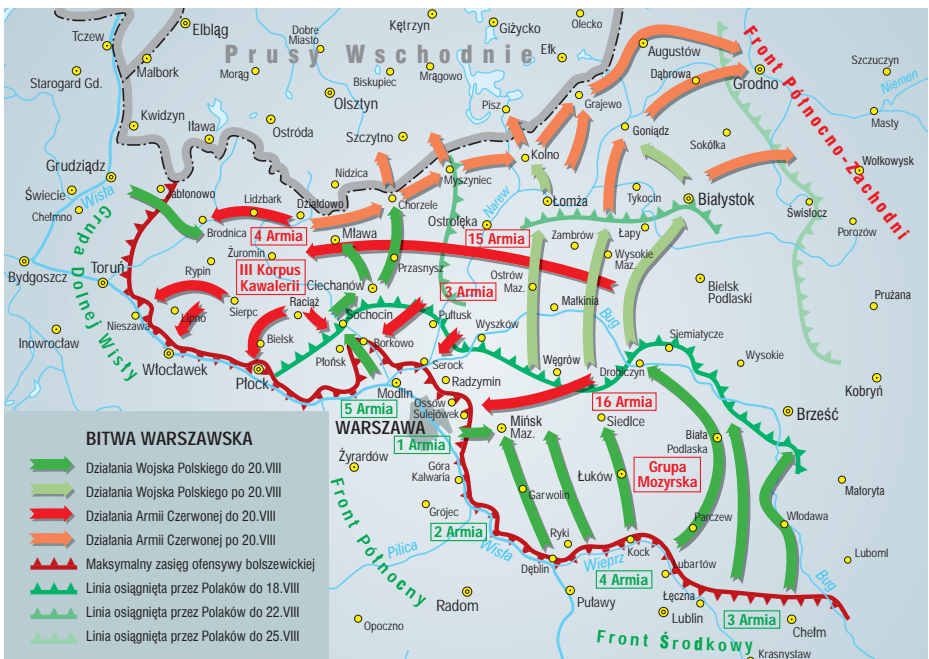 Elbląg
Kętrzyn
Giżycko
Olecko
Tczew
Dobre
Miasto
Prusy Wschodnie
Ełk
Augustów
Malbork
Morąg
Biskupiec
Mrągowo
Szczuczyn
Starogard Gd.
Olsztyn
Dąbrowa
Grodno
Niemen
Grajewo
Pisz
Kwidzyn
Iława
Ostróda
Szczytno
Goniądz
Masty
Front Północno-Zachodni
Sokółka
Grudziądz
Kolno
Nidzica
Myszyniec
Wołkowysk
Świecie
Wisła
Jabłonowo
Lidzbark
Działdowo
Chorzele
Narew
Łomża
Tykocin
Białystok
Chełmno
Świsłocz
Brodnica
4 Armia
Mława
Ostrołęka
15 Armia
Zambrów
Łapy
Porozów
Grupa Dolnej Wisły
Żuromin
III Korpus
Kawalerii
Przasnysz
Wysokie
Maz.
Bydgoszcz
Toruń
Rypin
Ciechanów
3 Armia
Ostrów
Maz.
Bielsk
Podlaski
Prużana
Nieszawa
Lipno
Sierpc
Raciąż
Sochocin
Pułtusk
Małkinia
Bug
Inowrocław
Bielsk
Płońsk
Borkowo
Wyszków
Siemiatycze
Włocławek
Serock
Węgrów
Drohiczyn
Wysokie
Płock
Modlin
Radzymin
Kobryń
5 Armia
Ossów
Sulejówek
16 Armia
Brześć
WARSZAWA
1 Armia
Mińsk
Maz.
Siedlce
Biała
Podlaska
Żyrardów
Góra
Kalwaria
Łuków
Grupa
Mozyrska
Małoryta
Front Północny
Garwolin
Grójec
Parczew
Włodawa
2 Armia
Pilica
Wisła
Ryki
Kock
Luboml
Dęblin
Wieprz
Lubartów
Bug
4 Armia
Radom
Puławy
Łęczna
Opoczno
Lublin
3 Armia
Chełm
Front Środkowy
Krasnystaw
BITWA WARSZAWSKA
Działania Wojska Polskiego do 20.VIII
Działania Wojska Polskiego po 20.VIII
Działania Armii Czerwonej do 20.VIII
Działania Armii Czerwonej po 20.VIII
Maksymalny zasięg ofensywy bolszewickiej
Linia osiągnięta przez Polaków do 18.VIII
Linia osiągnięta przez Polaków do 22.VIII
Linia osiągnięta przez Polaków do 25.VIII